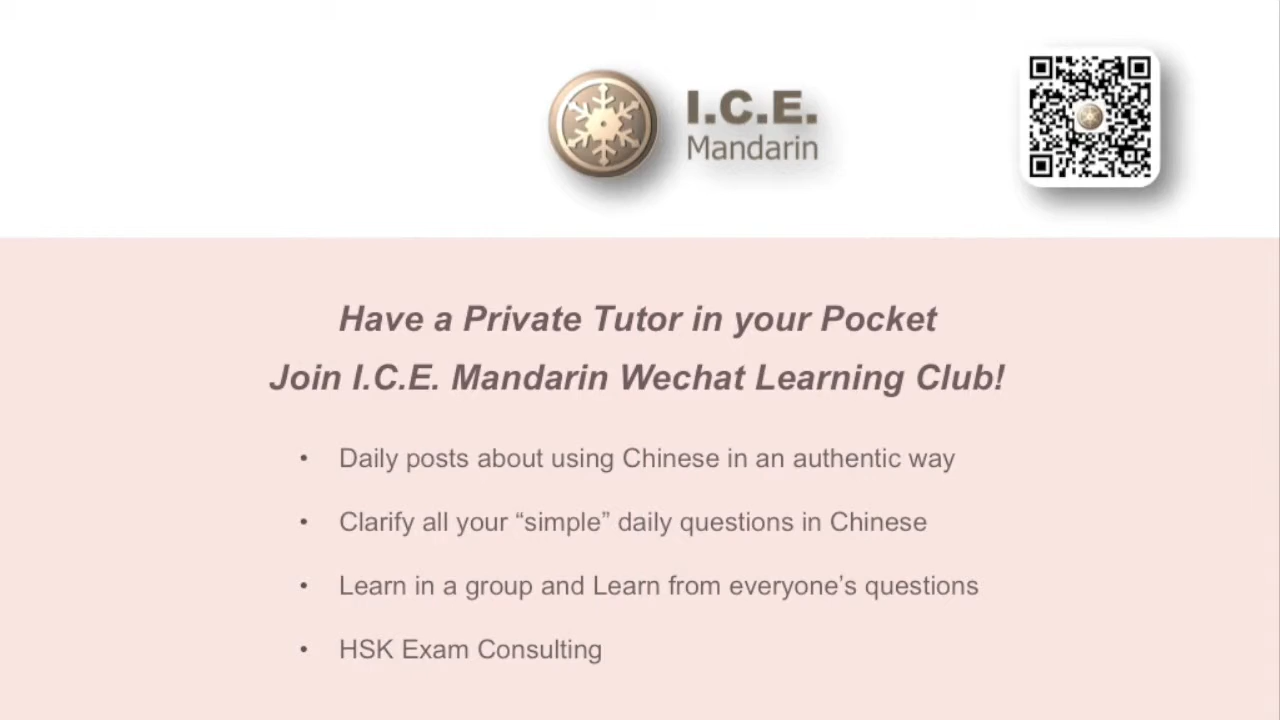 I.C.E.
Mandarin
Have a Private Tutor in your Pocket
Join I.C.E. Mandarin Wechat Learning Club!
• Daily posts about using Chinese in an authentic way
• Clarify all your “simple” daily questions in Chinese
• Learn in a group and Learn from everyone’s questions
• HSK Exam Consulting